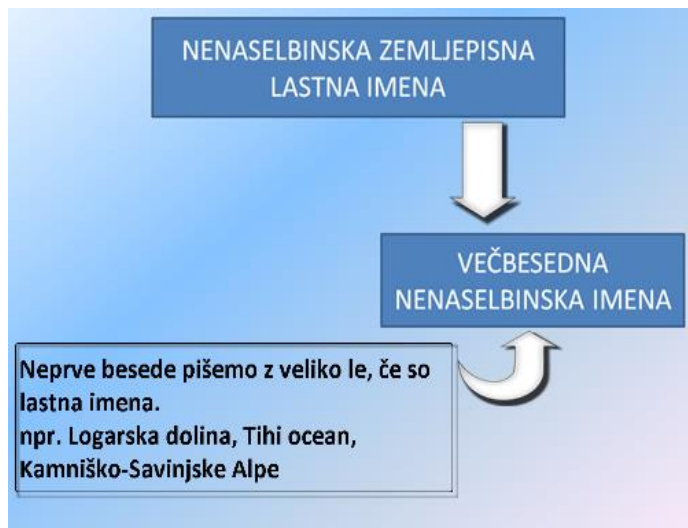 NENASELBINSKA ZEMLJEPISNA
LASTNA IMENA
VEČBESEDNA
NENASELBINSKA IMENA
Neprve besede pišemo z veliko le, če so
lastna imena.
npr. Logarska dolina, Tihi ocean,
Kamniško-Savinjske Alpe